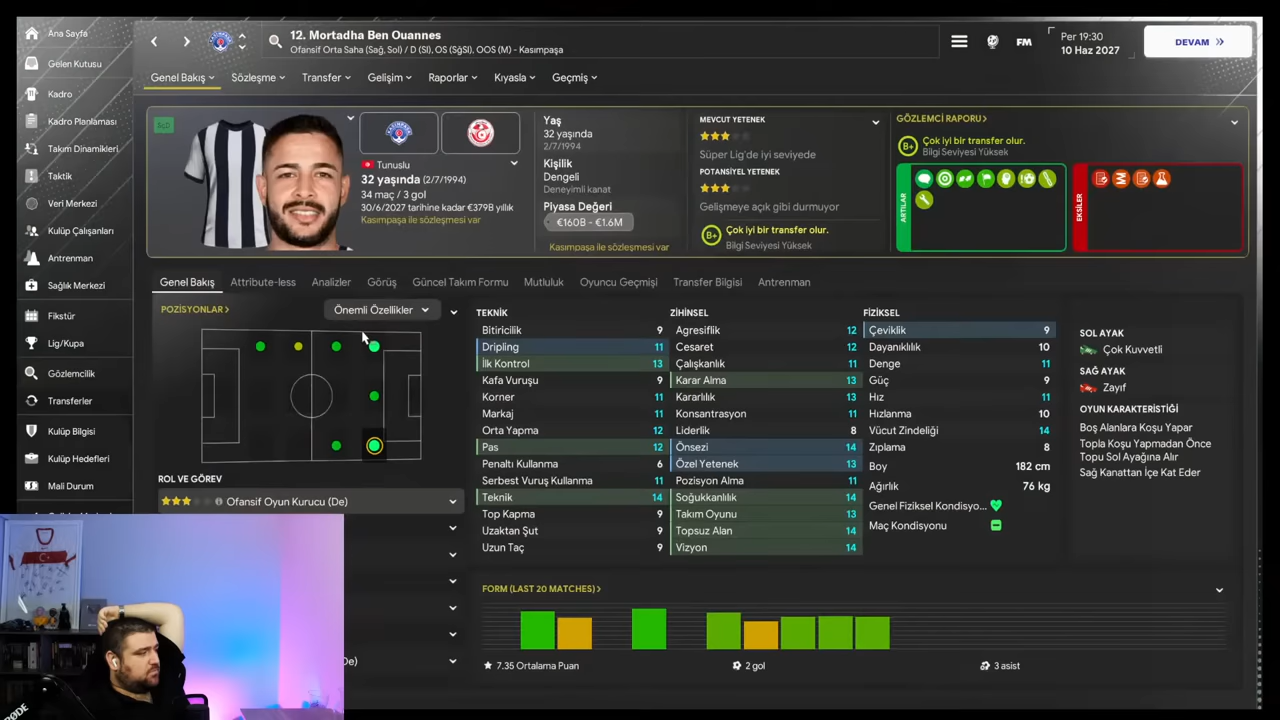 Ana Sayfa
Gelen Kutusu
Kadro
Kadro Planlaması
Takım Dinamikleri
Taktik
Veri Merkezi
Kulüp Çalışanları
Antrenman
Sağlık Merkezi
Fikstür
Lig/Kupa
Gözlemcilik
Transferler
Kulüp Bilgisi
Kulüp Hedefleri
Mali Durum
12. Mortadha Ben Ouannes
Ofansif Orta Saha (Sağ, Sol) / D (Sl), OS (SğSl), OOS (M) - Kasımpaşa
FM
Per 19:30
10 Haz 2027
DEVAM
Genel Bakış
Sözleşme
Transfer
Gelişim
Raporlar
Kıyasla
Geçmiş
Tunuslu
32 yaşında (2/7/1994)
34 maç / 3 gol
30/6/2027 tarihine kadar €379B yıllık
Kasımpaşa ile sözleşmesi var
Yaş
32 yaşında
2/7/1994
Kişilik
Dengeli
Deneyimli kanat
Piyasa Değeri
€160B - €1.6M
Kasımpaşa ile sözleşmesi var
MEVCUT YETENEK
Süper Lig'de iyi seviyede
POTANSİYEL YETENEK
Gelişmeye açık gibi durmuyor
B+
Çok iyi bir transfer olur.
Bilgi Seviyesi Yüksek
GÖZLEMCİ RAPORU
B+
Çok iyi bir transfer olur.
Bilgi Seviyesi Yüksek
ARTILAR
EKSİLER
Genel Bakış
Attribute-less
Analizler
Görüş
Güncel Takım Formu
Mutluluk
Oyuncu Geçmişi
Transfer Bilgisi
Antrenman
POZİSYONLAR
Önemli Özellikler
ROL VE GÖREV
Ofansif Oyun Kurucu (De)
TEKNİK
Bitiricilik 9
Dripling 11
İlk Kontrol 13
Kafa Vuruşu 9
Korner 11
Markaj 11
Orta Yapma 12
Pas 12
Penaltı Kullanma 6
Serbest Vuruş Kullanma 11
Teknik 14
Top Kapma 9
Uzaktan Şut 9
Uzun Taç 9
ZİHİNSEL
Agresiflik 12
Cesaret 12
Çalışkanlık 11
Karar Alma 13
Kararlılık 13
Konsantrasyon 11
Liderlik 8
Önsezi 14
Özel Yetenek 13
Pozisyon Alma 11
Soğukkanlılık 14
Takım Oyunu 13
Topsuz Alan 14
Vizyon 14
FİZİKSEL
Çeviklik 9
Dayanıklılık 10
Denge 11
Güç 9
Hız 11
Hızlanma 10
Vücut Zindeliği 14
Zıplama 8
Boy 182 cm
Ağırlık 76 kg
Genel Fiziksel Kondisyo...
Maç Kondisyonu
SOL AYAK
Çok Kuvvetli
SAĞ AYAK
Zayıf
OYUN KARAKTERİSTİĞİ
Boş Alanlara Koşu Yapar
Topla Koşu Yapmadan Önce
Topu Sol Ayağına Alır
Sağ Kanattan İçe Kat Eder
FORM (LAST 20 MATCHES)
7.35 Ortalama Puan
2 gol
3 asist
De)
RØDE